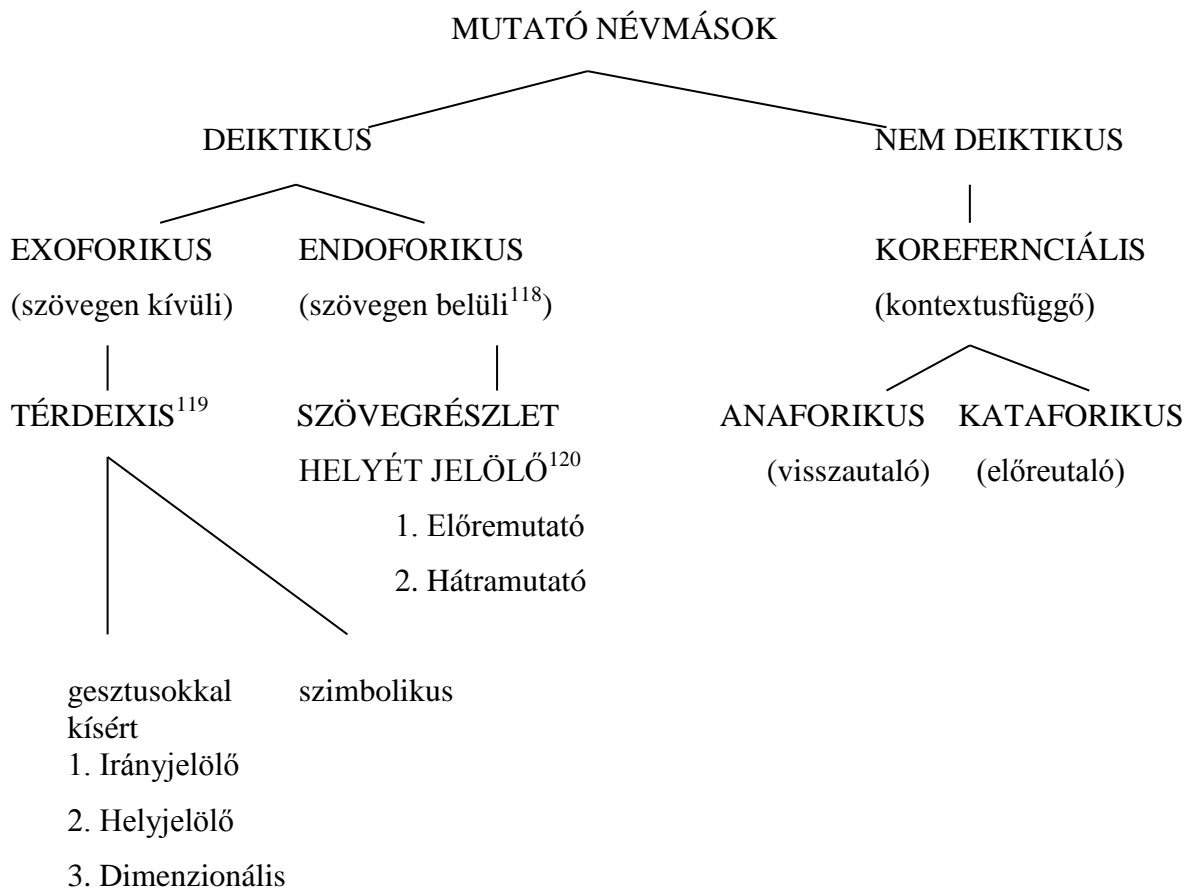 MUTATÓ NÉVMÁSOK
DEIKTIKUS NEM DEIKTIKUS
EXOFORIKUS ENDOFORIKUS KOREFERNCIÁLIS
(szövegen kívüli) (szövegen belüli118) (kontextusfüggő)
TÉRDEIXIS119 SZÖVEGRÉSZLET ANAFORIKUS KATAFORIKUS
HELYÉT JELÖLŐ120 (visszautaló) (előreutaló)
1. Előremutató
2. Hátramutató
gesztusokkal szimbolikus
kísért
1. Irányjelölő
2. Helyjelölő
3. Dimenzionális